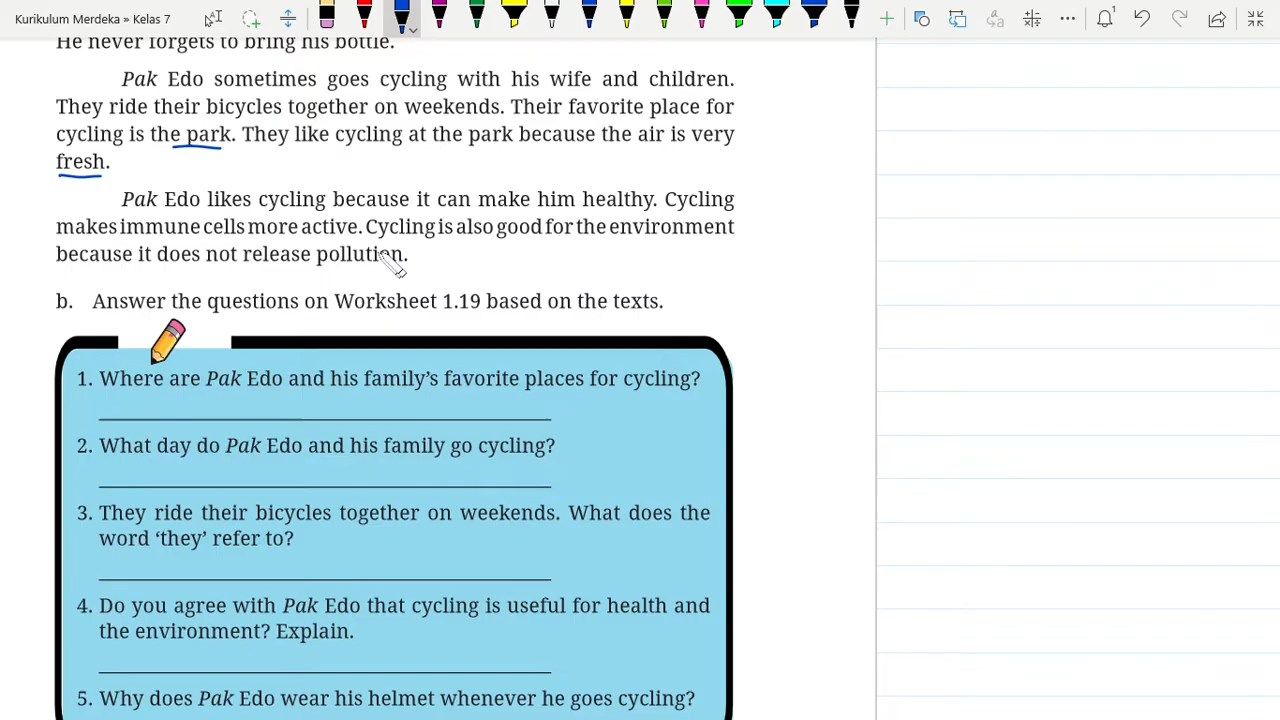 Kurikulum Merdeka » Kelas 7
He never forgets to bring his bottle.
Pak Edo sometimes goes cycling with his wife and children.
They ride their bicycles together on weekends. Their favorite place for
cycling is the park. They like cycling at the park because the air is very
fresh.
Pak Edo likes cycling because it can make him healthy. Cycling
makes immune cells more active. Cycling is also good for the environment
because it does not release pollution.
b. Answer the questions on Worksheet 1.19 based on the texts.
1. Where are Pak Edo and his family's favorite places for cycling?
2. What day do Pak Edo and his family go cycling?
3. They ride their bicycles together on weekends. What does the
word 'they' refer to?
4. Do you agree with Pak Edo that cycling is useful for health and
the environment? Explain.
5. Why does Pak Edo wear his helmet whenever he goes cycling?